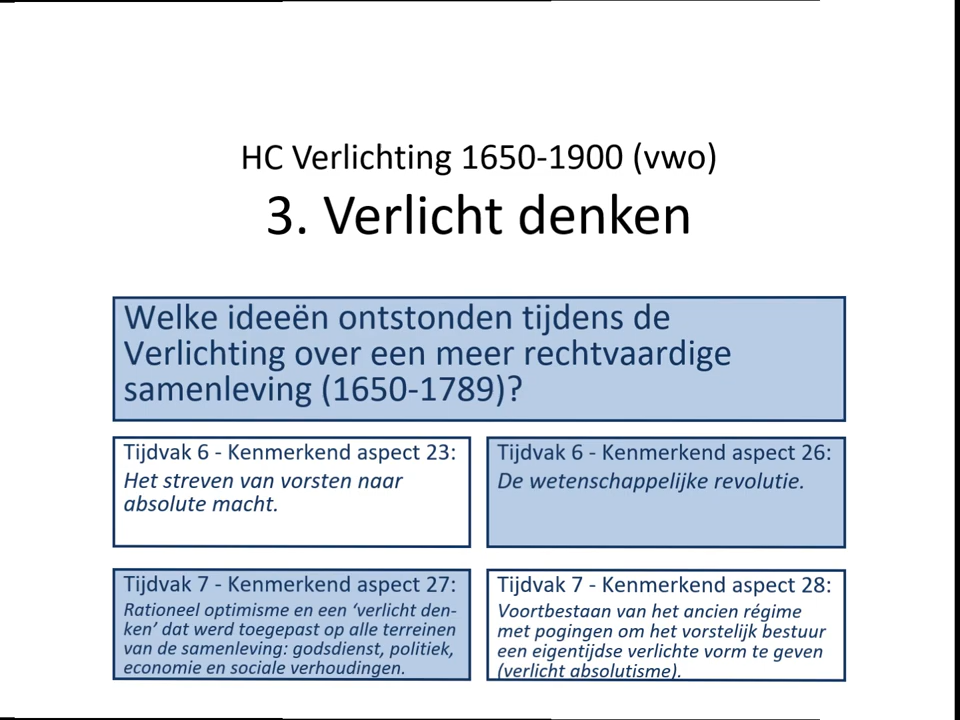 HC Verlichting 1650-1900 (vwo)
3. Verlicht denken
Welke ideeën ontstonden tijdens de
Verlichting over een meer rechtvaardige
samenleving (1650-1789)?
Tijdvak 6 - Kenmerkend aspect 23:
Het streven van vorsten naar
absolute macht.
Tijdvak 6 - Kenmerkend aspect 26:
De wetenschappelijke revolutie.
Tijdvak 7 - Kenmerkend aspect 27:
Rationeel optimisme en een ‘verlicht den-
ken’ dat werd toegepast op alle terreinen
van de samenleving: godsdienst, politiek,
economie en sociale verhoudingen.
Tijdvak 7 - Kenmerkend aspect 28:
Voortbestaan van het ancien régime
met pogingen om het vorstelijk bestuur
een eigentijdse verlichte vorm te geven
(verlicht absolutisme).